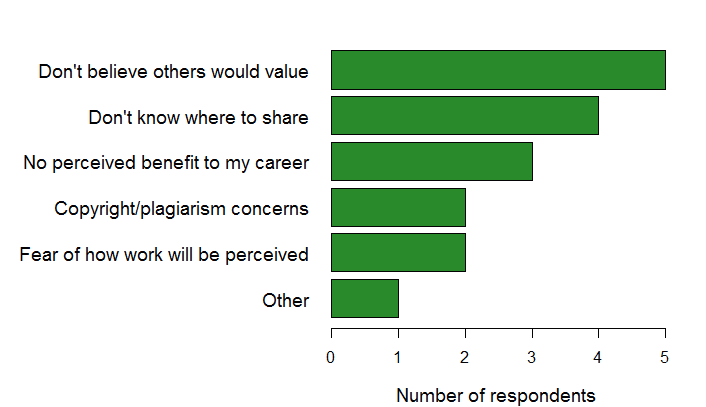 Don't believe others would value
Don't know where to share
No perceived benefit to my career
Copyright/plagiarism concerns
Fear of how work will be perceived
Other
0 1 2 3 4 5
Number of respondents